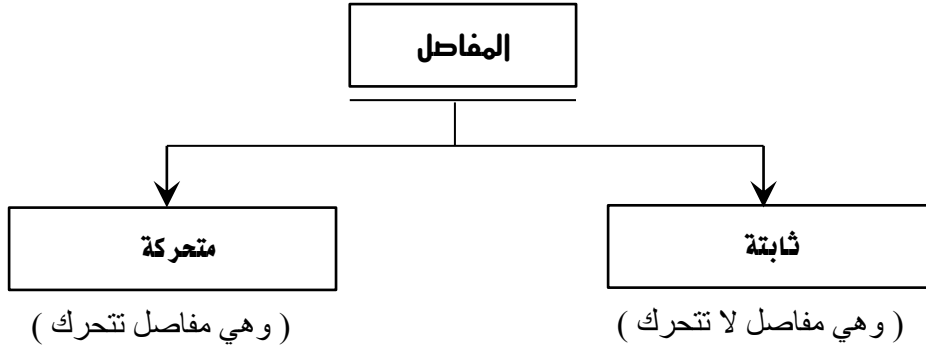 المفاصل
ثابتة
متحركة
( وهي مفاصل لا تتحرك )
( وهي مفاصل تتحرك )